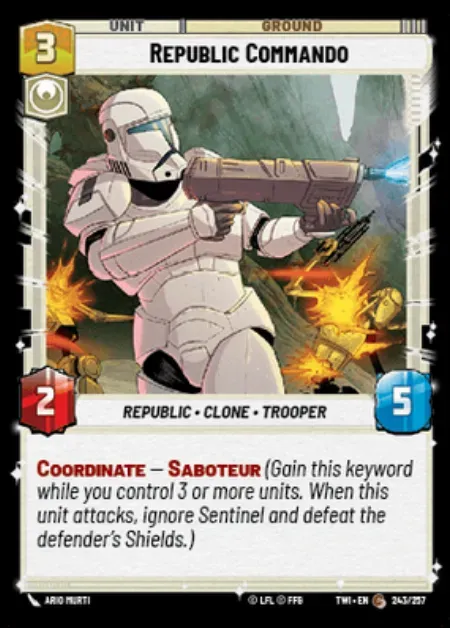 UNIT GROUND
3
REPUBLIC COMMANDO
2
REPUBLIC • CLONE • TROOPER
5
COORDINATE – SABOTEUR (Gain this keyword
while you control 3 or more units. When this
unit attacks, ignore Sentinel and defeat the
defender's Shields.)
ARIO MURTI © LFL Ⓟ FFG TWI • EN 243/257